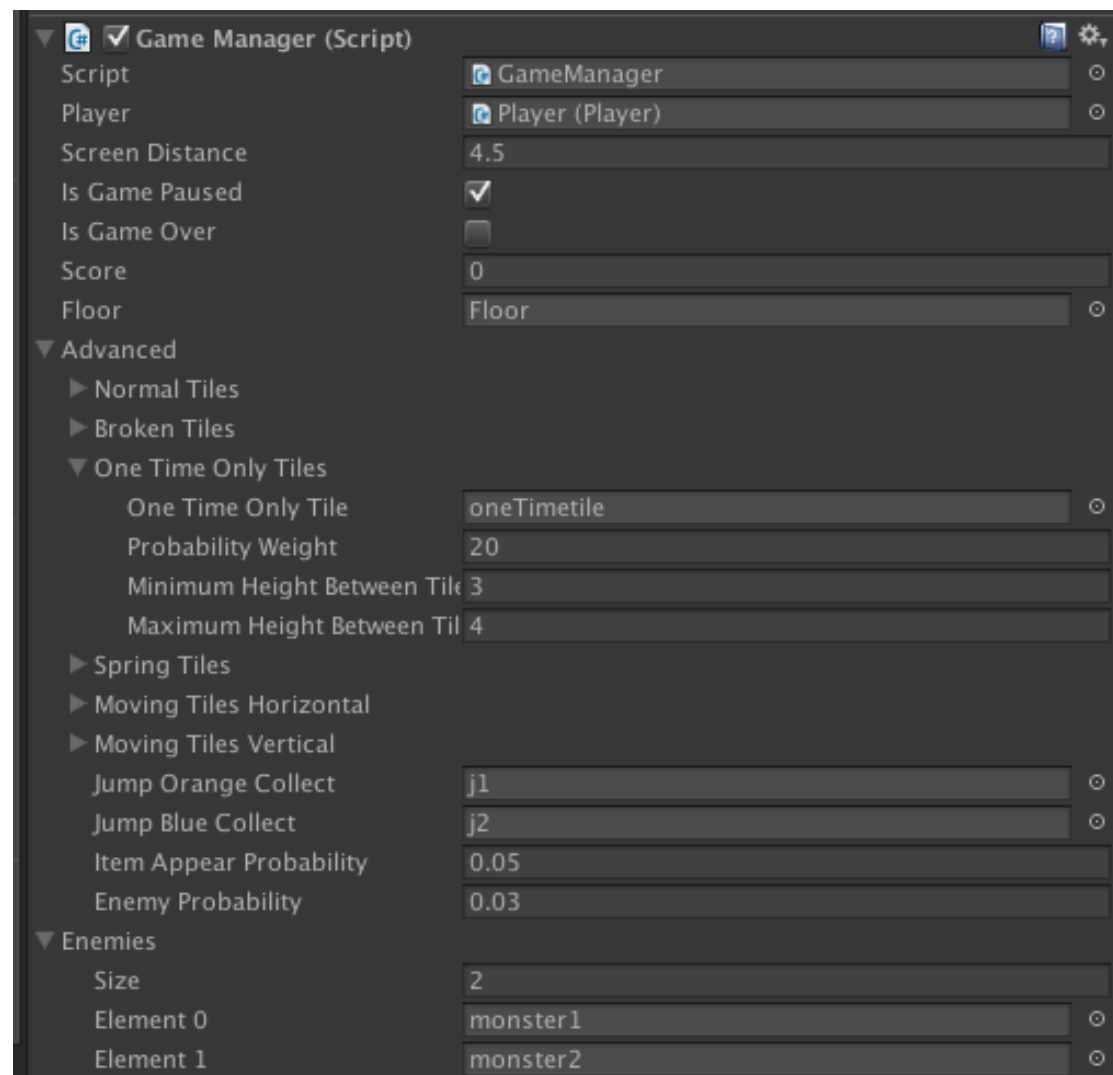 Game Manager (Script)
Script GameManager
Player Player (Player)
Screen Distance 4.5
Is Game Paused
Is Game Over
Score 0
Floor Floor
Advanced
Normal Tiles
Broken Tiles
One Time Only Tiles
One Time Only Tile oneTimetile
Probability Weight 20
Minimum Height Between Tile 3
Maximum Height Between Til 4
Spring Tiles
Moving Tiles Horizontal
Moving Tiles Vertical
Jump Orange Collect j1
Jump Blue Collect j2
Item Appear Probability 0.05
Enemy Probability 0.03
Enemies
Size 2
Element 0 monster1
Element 1 monster2